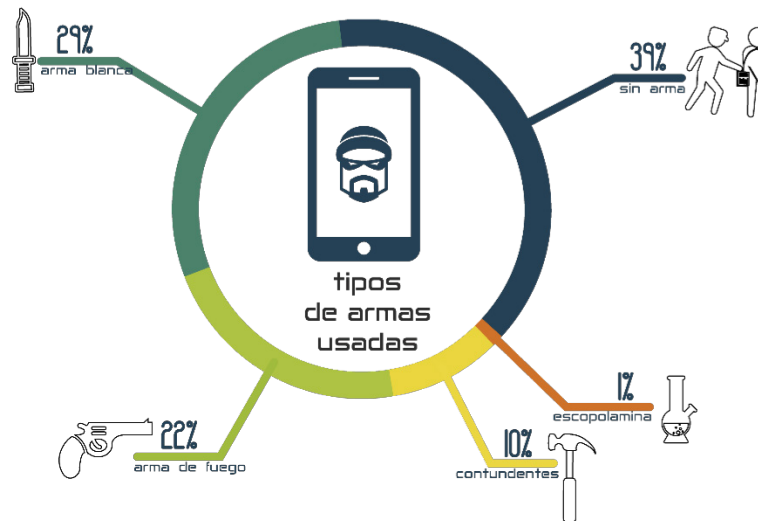 29%
arma blanca
39%
sin arma
tipos
de armas
usadas
1%
escopolamina
22%
arma de fuego
10%
contundentes